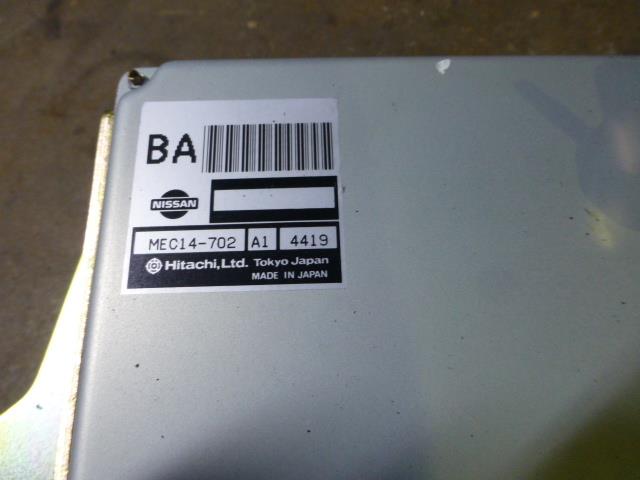 BA
NISSAN
MEC14-702 A1 4419
Hitachi,Ltd. Tokyo Japan
MADE IN JAPAN